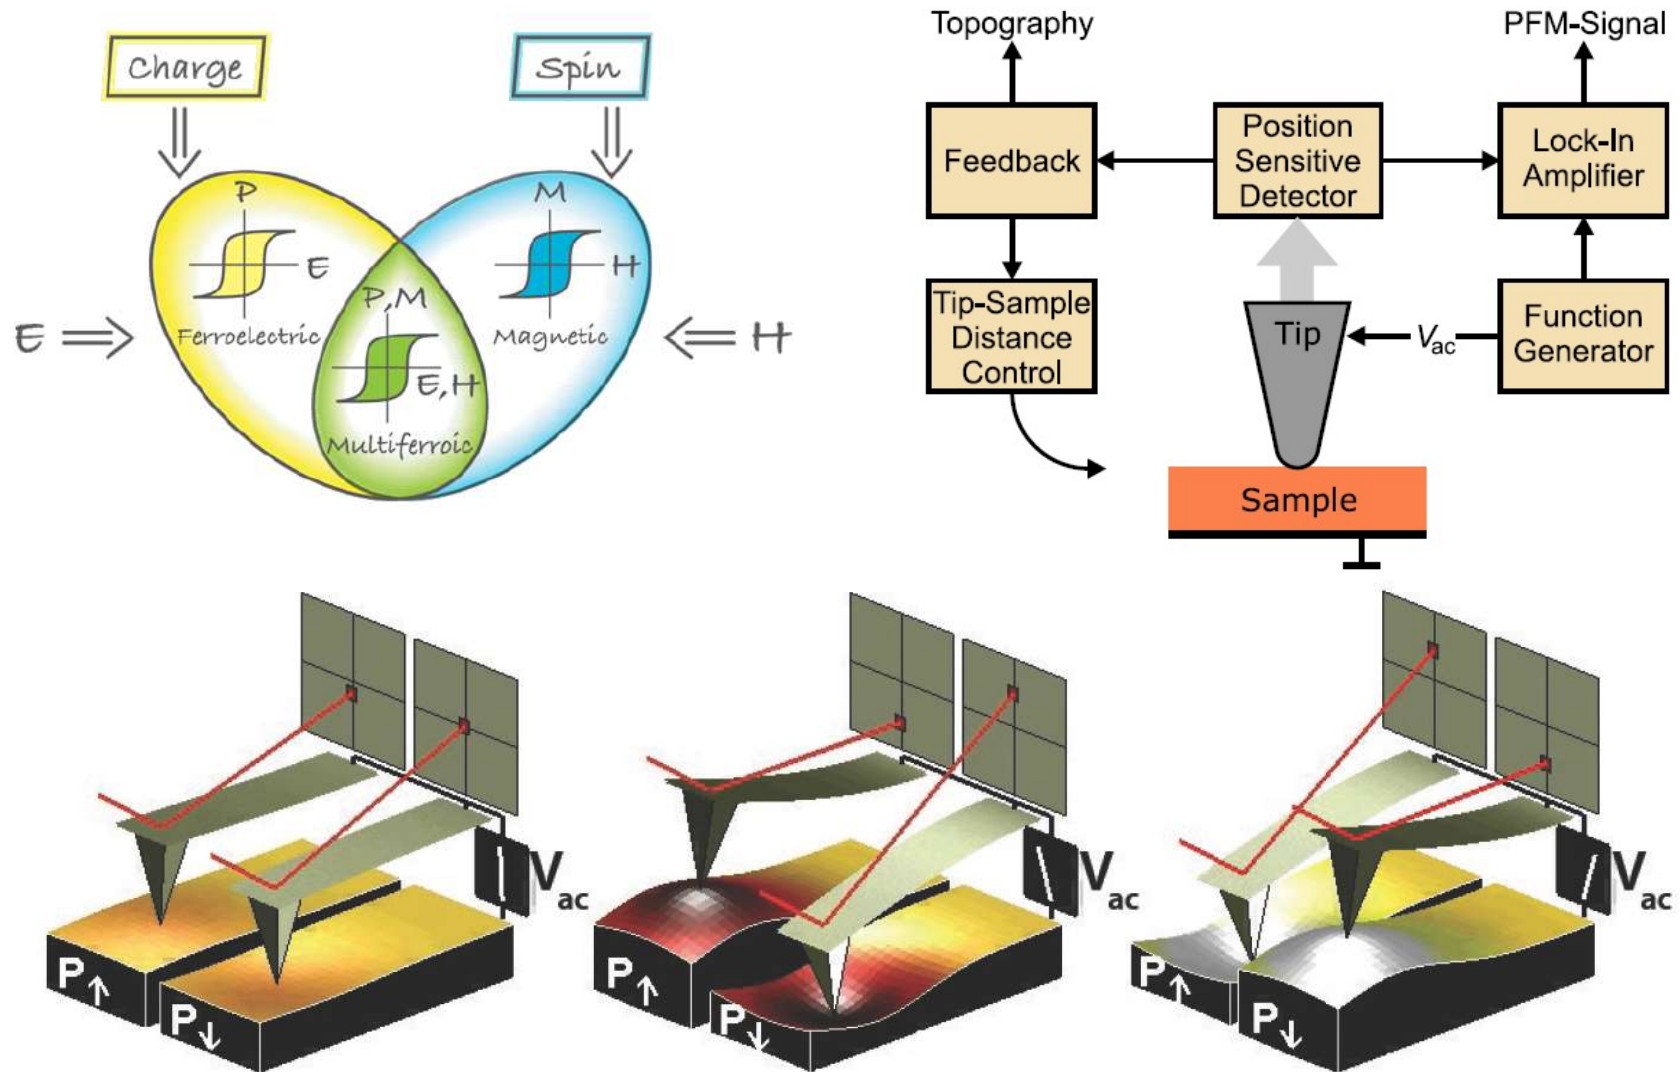 Charge
Spin
P
E
Ferroelectric
M
H
Magnetic
P,M
E,H
Multiferroic
E
H
Topography
PFM-Signal
Feedback
Position
Sensitive
Detector
Lock-In
Amplifier
Tip-Sample
Distance
Control
Tip
Vac
Function
Generator
Sample
P↑
P↓
Vac
P↑
P↓
Vac
P↑
P↓
Vac